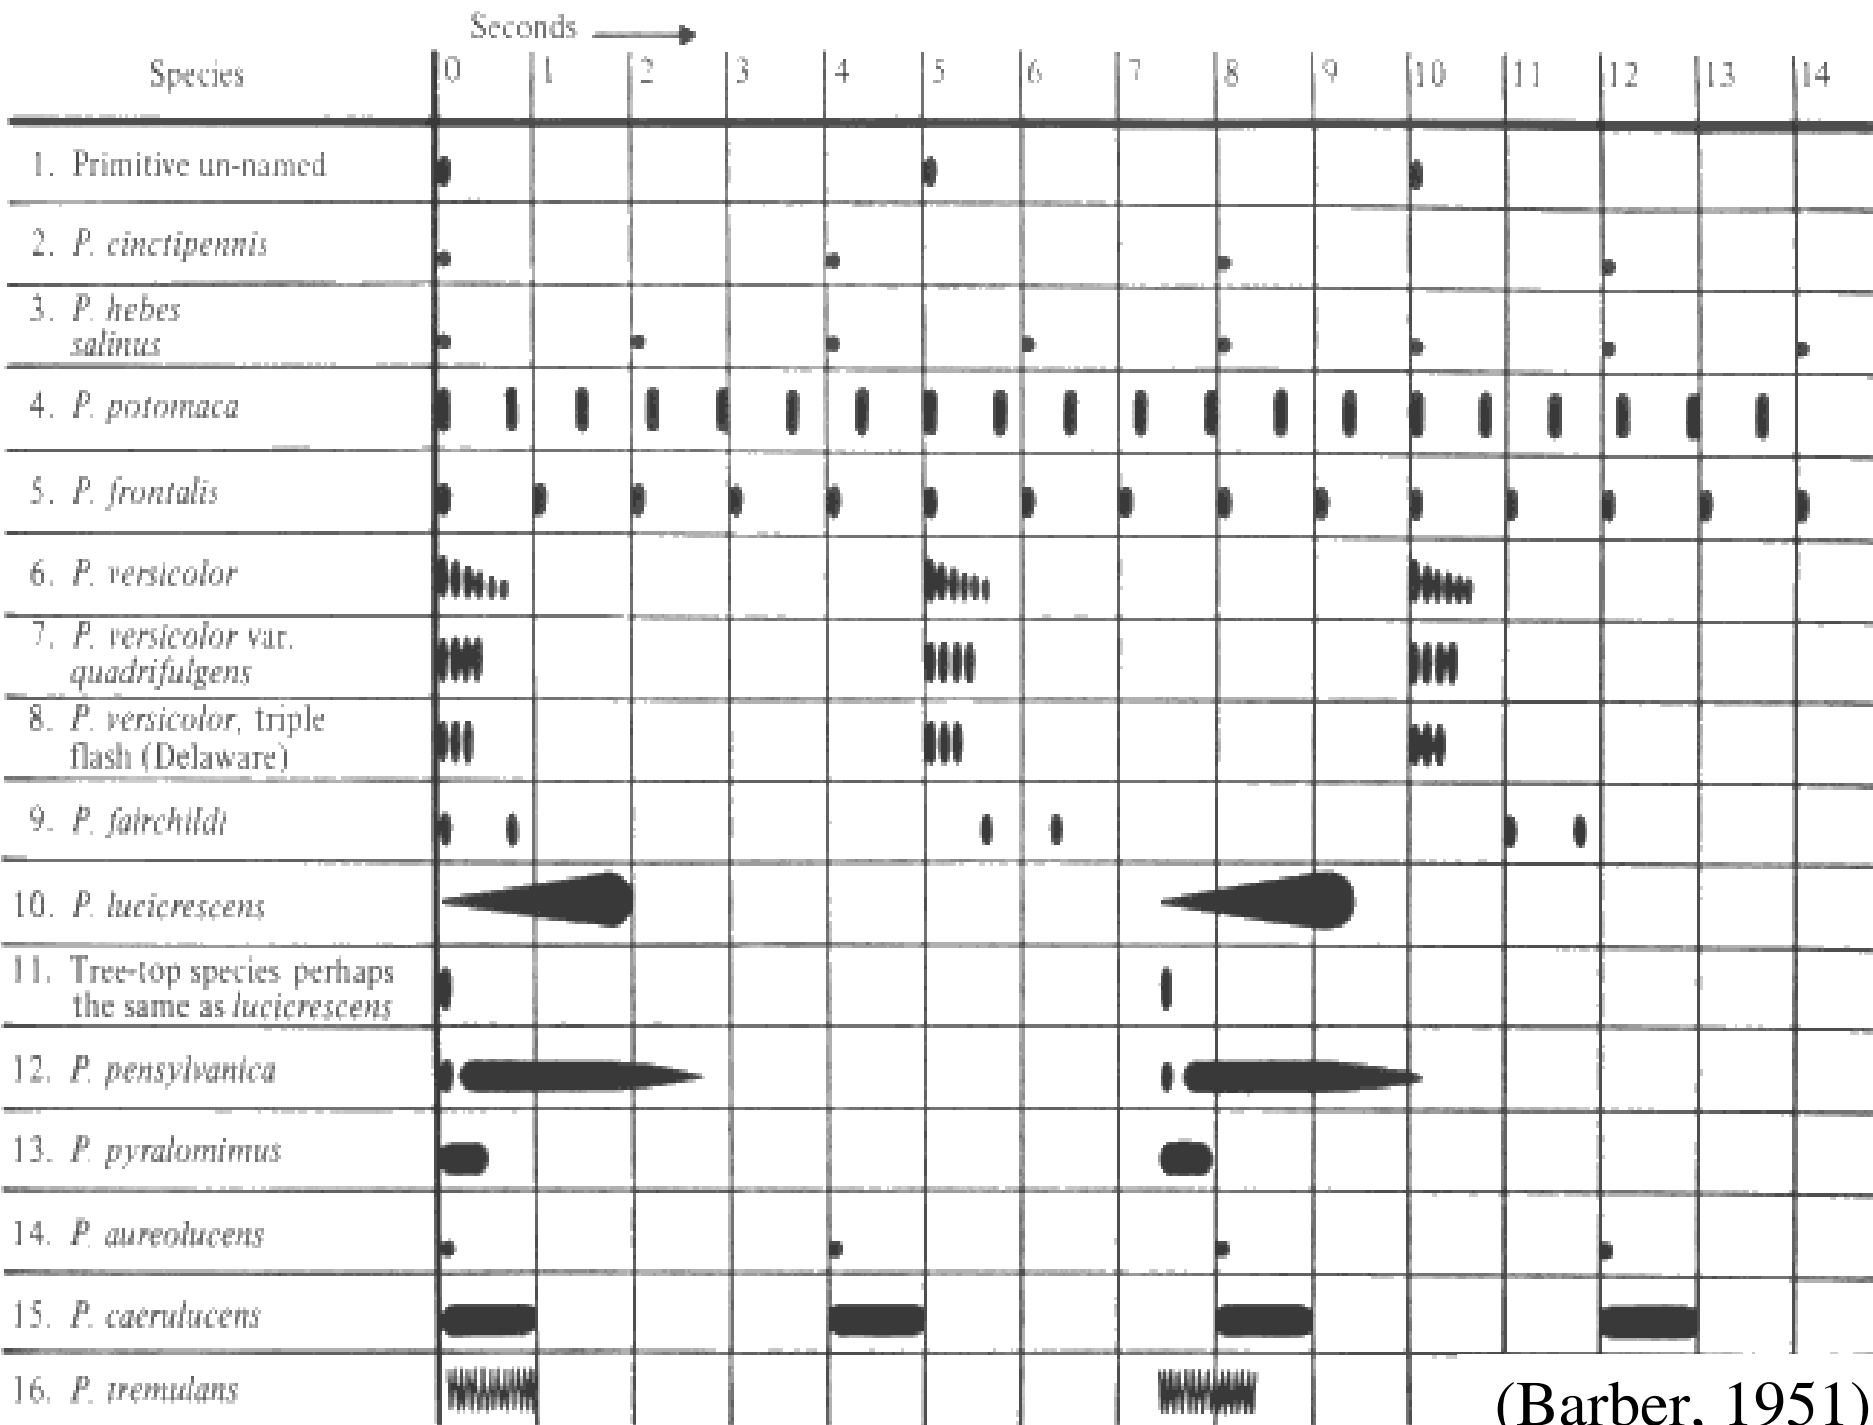 Seconds
Species 0 1 2 3 4 5 6 7 8 9 10 11 12 13 14
1. Primitive un-named
2. P. cinctipennis
3. P. hebes
salinus
4. P. potomaca
5. P. frontalis
6. P. versicolor
7. P. versicolor var.
quadrifulgens
8. P. versicolor, triple
flash (Delaware)
9. P. fairchildi
10. P. lucicrescens
11. Tree-top species perhaps
the same as lucicrescens
12. P. pensylvanica
13. P. pyralomimus
14. P. aureolucens
15. P. caerulucens
16. P. tremulans
(Barber, 1951)